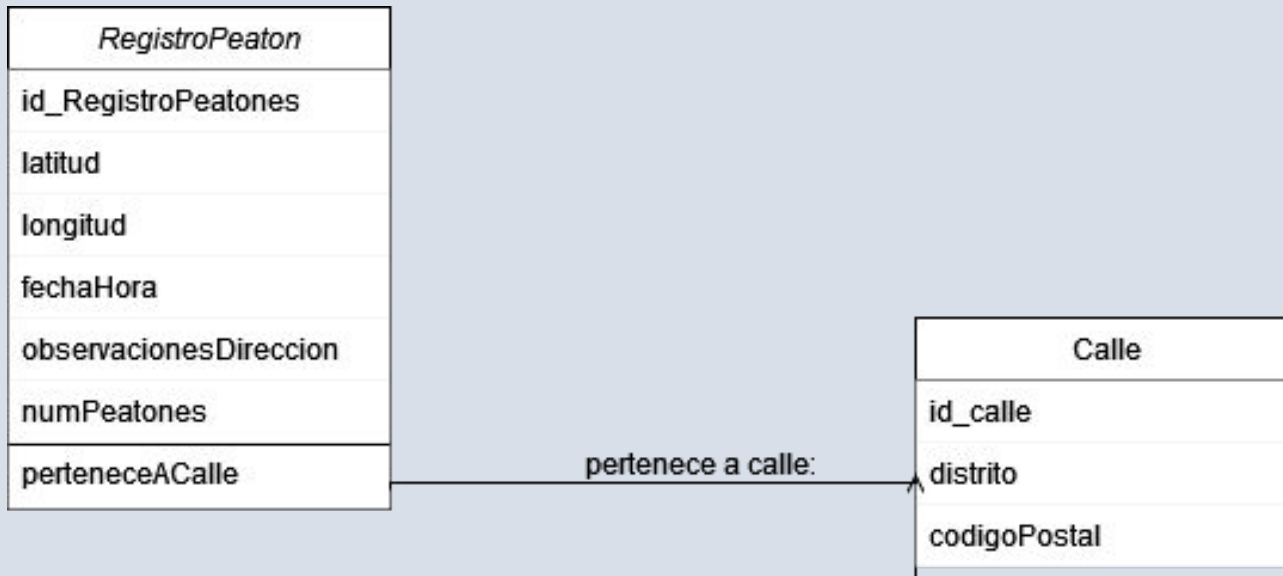 RegistroPeaton
id_RegistroPeatones
latitud
longitud
fechaHora
observacionesDireccion
numPeatones
perteneceACalle
pertenece a calle:
Calle
id_calle
distrito
codigoPostal